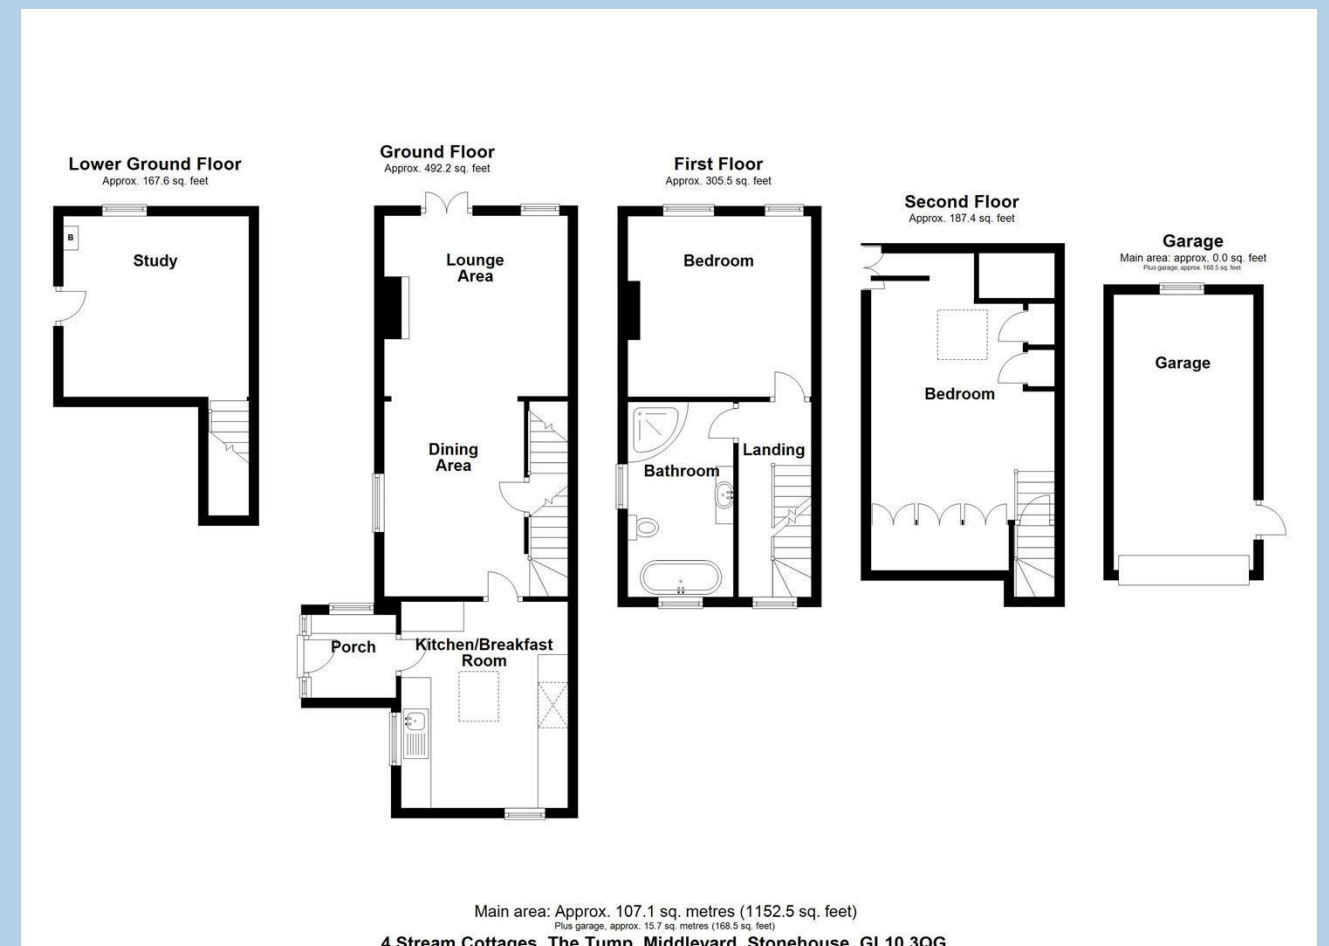 Lower Ground Floor
Approx. 167.6 sq. feet
B
Study
Ground Floor
Approx. 492.2 sq. feet
Lounge
Area
Dining
Area
Porch
Kitchen/Breakfast
Room
First Floor
Approx. 305.5 sq. feet
Bedroom
Bathroom
Landing
Second Floor
Approx. 187.4 sq. feet
Bedroom
Garage
Main area: approx. 0.0 sq. feet
Plus garage, approx. 168.5 sq. feet
Garage
Main area: Approx. 107.1 sq. metres (1152.5 sq. feet)
Plus garage, approx. 15.7 sq. metres (168.5 sq. feet)
4 Stream Cottages, The Tump, Middleyard, Stonehouse, GL10 3QG